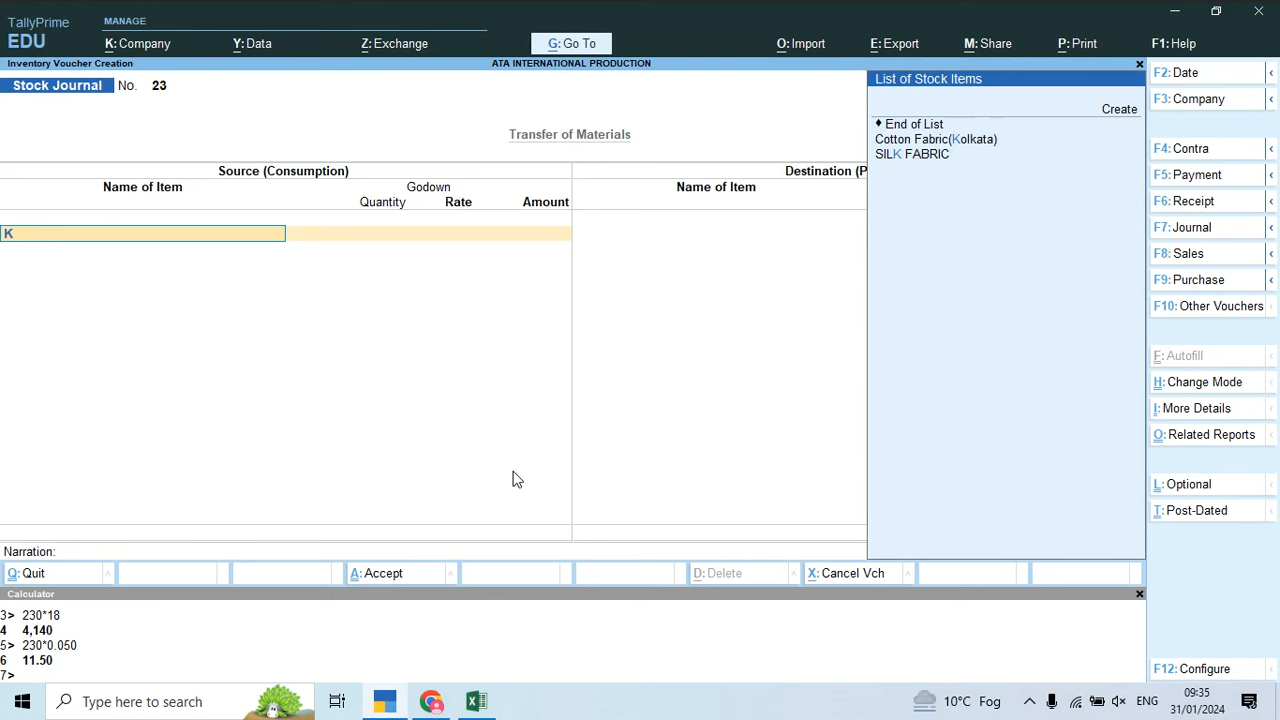 TallyPrime
EDU
MANAGE
K: Company
Y: Data
Z: Exchange
G: Go To
O: Import
E: Export
M: Share
P: Print
F1: Help
Inventory Voucher Creation
ATA INTERNATIONAL PRODUCTION
Stock Journal No. 23
Transfer of Materials
Source (Consumption)
Destination (P
Name of Item
Godown
Name of Item
Quantity
Rate
Amount
K
List of Stock Items
Create
♦ End of List
Cotton Fabric(Kolkata)
SILK FABRIC
F2: Date
F3: Company
F4: Contra
F5: Payment
F6: Receipt
F7: Journal
F8: Sales
F9: Purchase
F10: Other Vouchers
F: Autofill
H: Change Mode
I: More Details
O: Related Reports
L: Optional
T: Post-Dated
F12: Configure
Narration:
Q: Quit
A: Accept
D: Delete
X: Cancel Vch
Calculator
3> 230*18
4 4,140
5> 230*0.050
6 11.50
7>
Type here to search
10°C Fog
ENG
09:35
31/01/2024